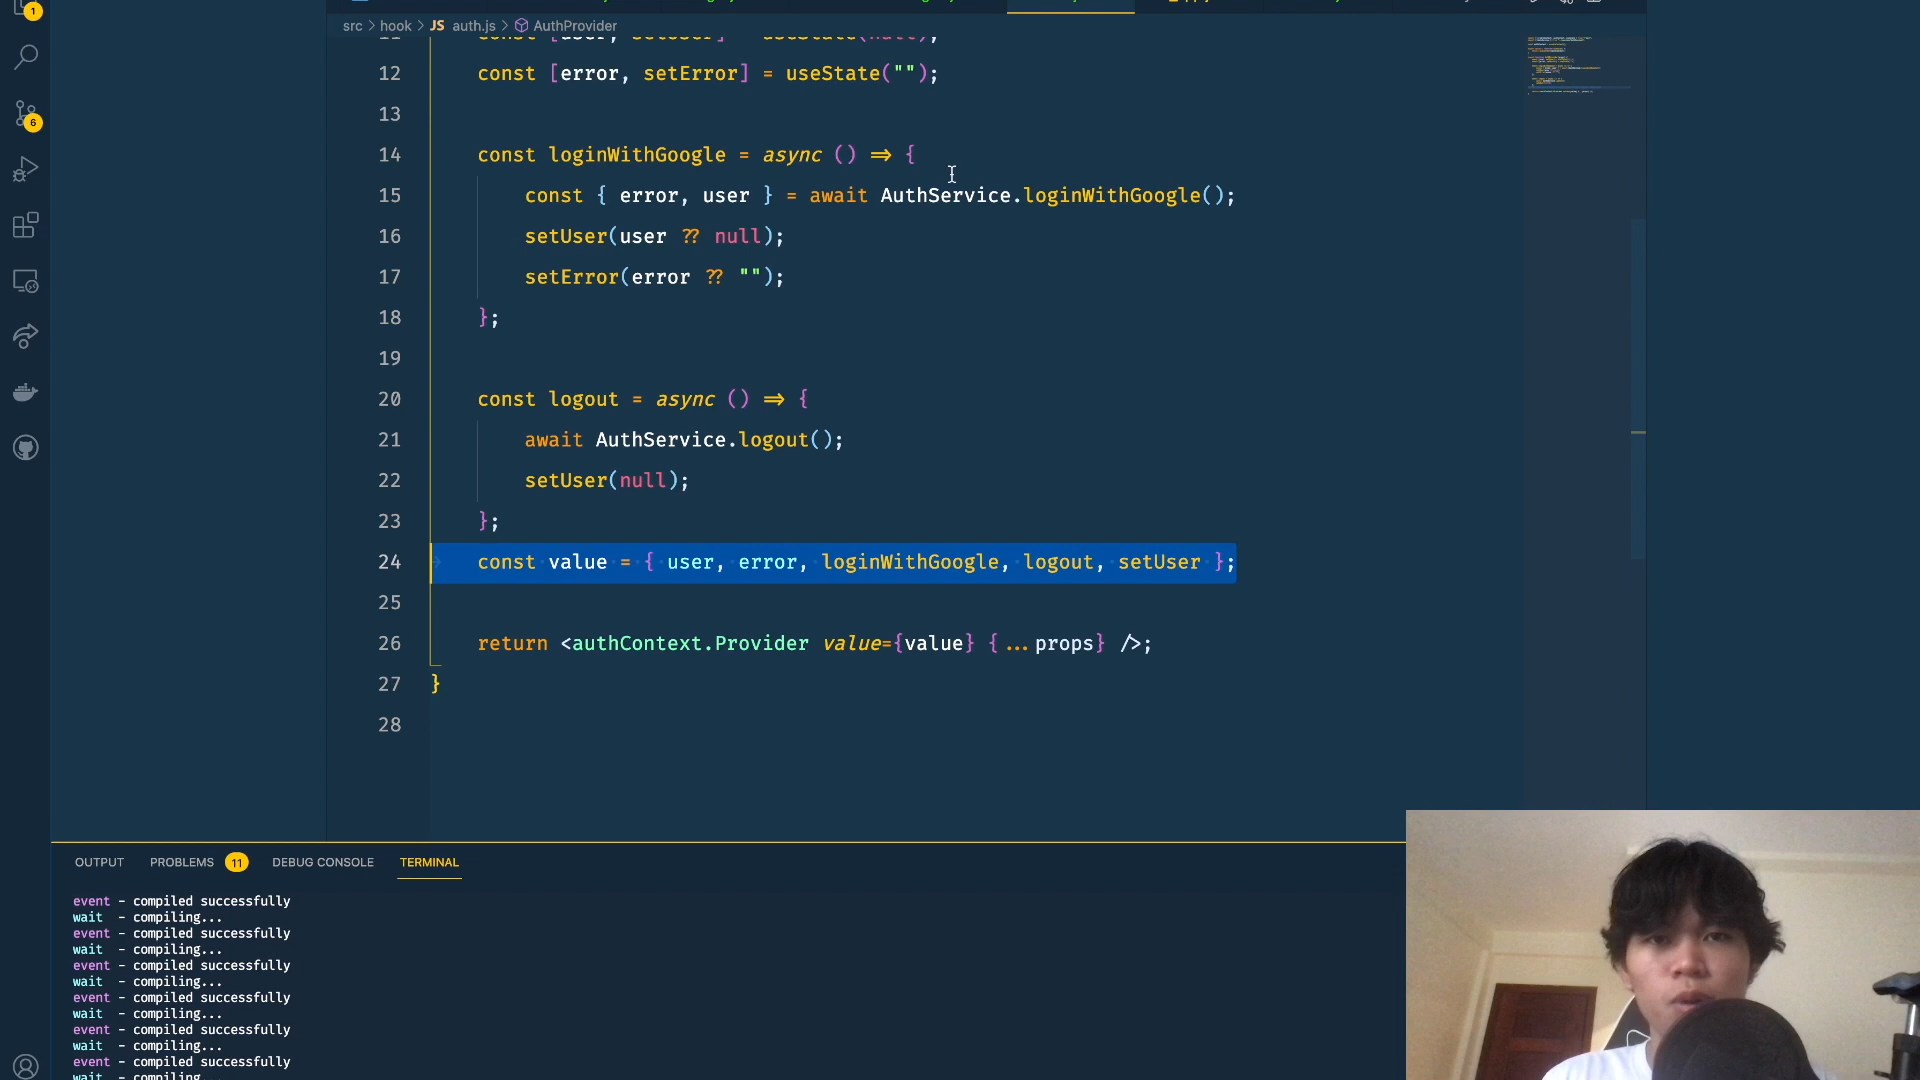 1
src > hook > JS auth.js > AuthProvider
12 const [error, setError] = useState("");
13
14 const loginWithGoogle = async () => {
15 const { error, user } = await AuthService.loginWithGoogle();
16 setUser(user ?? null);
17 setError(error ?? "");
18 };
19
20 const logout = async () => {
21 await AuthService.logout();
22 setUser(null);
23 };
24 const value = { user, error, loginWithGoogle, logout, setUser };
25
26 return <authContext.Provider value={value} {...props} />;
27 }
28
6
OUTPUT PROBLEMS 11 DEBUG CONSOLE TERMINAL
event - compiled successfully
wait - compiling...
event - compiled successfully
wait - compiling...
event - compiled successfully
wait - compiling...
event - compiled successfully
wait - compiling...
event - compiled successfully
wait - compiling...
event - compiled successfully
wait - compiling...